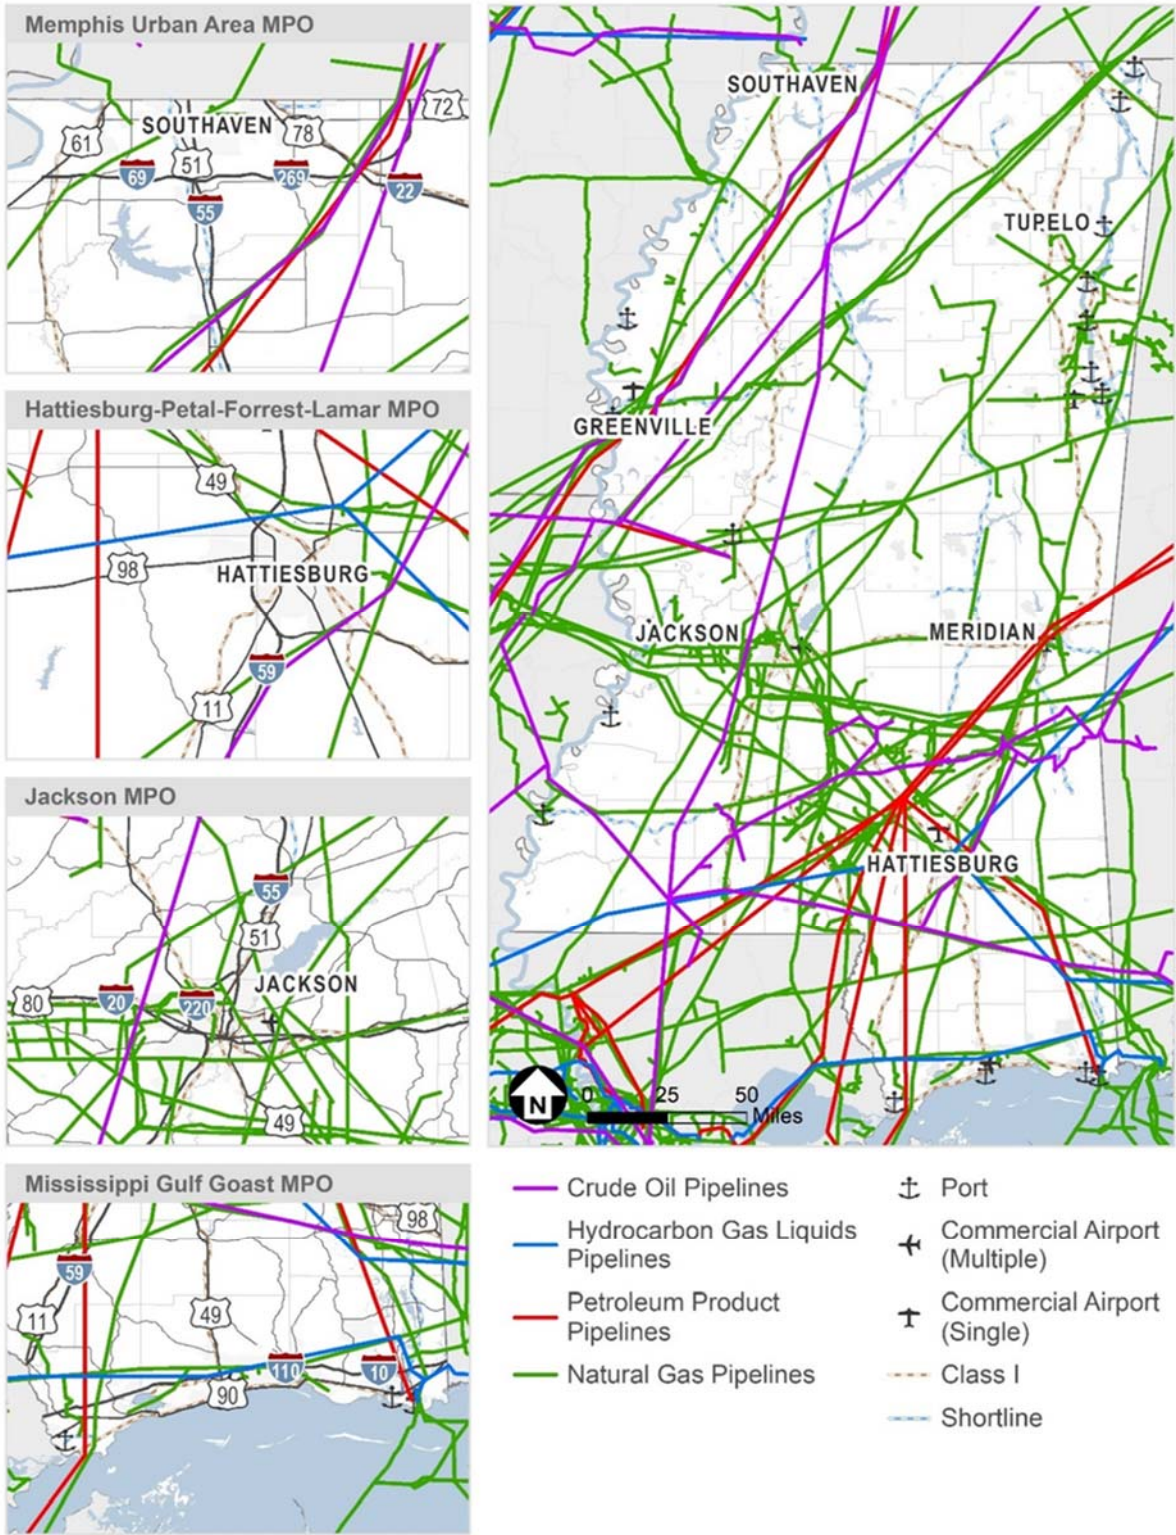 Memphis Urban Area MPO
72
SOUTHAVEN
78
61
51
69
269
22
55
Hattiesburg-Petal-Forrest-Lamar MPO
49
98
HATTIESBURG
59
11
Jackson MPO
55
51
JACKSON
80
20
220
49
Mississippi Gulf Goast MPO
98
59
11
49
110
10
90
SOUTHAVEN
TUPELO
GREENVILLE
JACKSON
MERIDIAN
HATTIESBURG
N
0 25 50
Miles
Crude Oil Pipelines
Hydrocarbon Gas Liquids
Pipelines
Petroleum Product
Pipelines
Natural Gas Pipelines
Port
Commercial Airport
(Multiple)
Commercial Airport
(Single)
Class I
Shortline